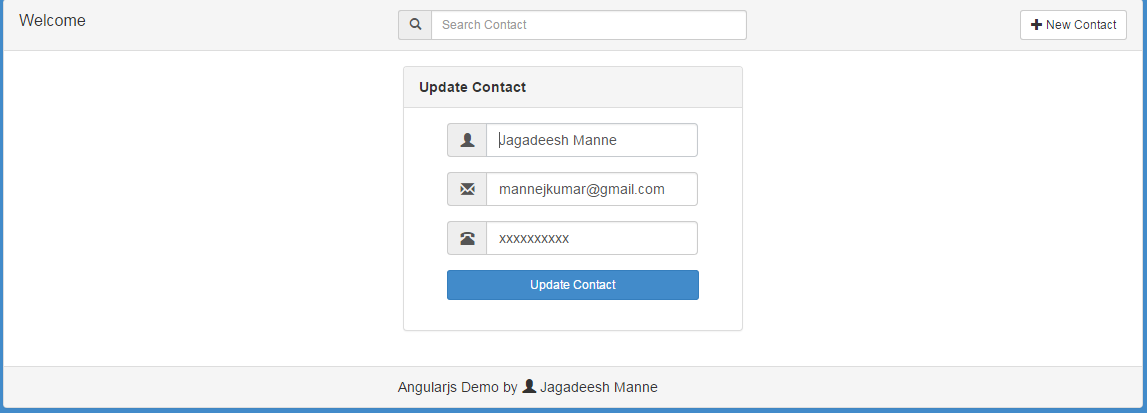 Welcome
Search Contact
New Contact
Update Contact
Jagadeesh Manne
mannejkumar@gmail.com
xxxxxxxxxx
Update Contact
Angularjs Demo by Jagadeesh Manne